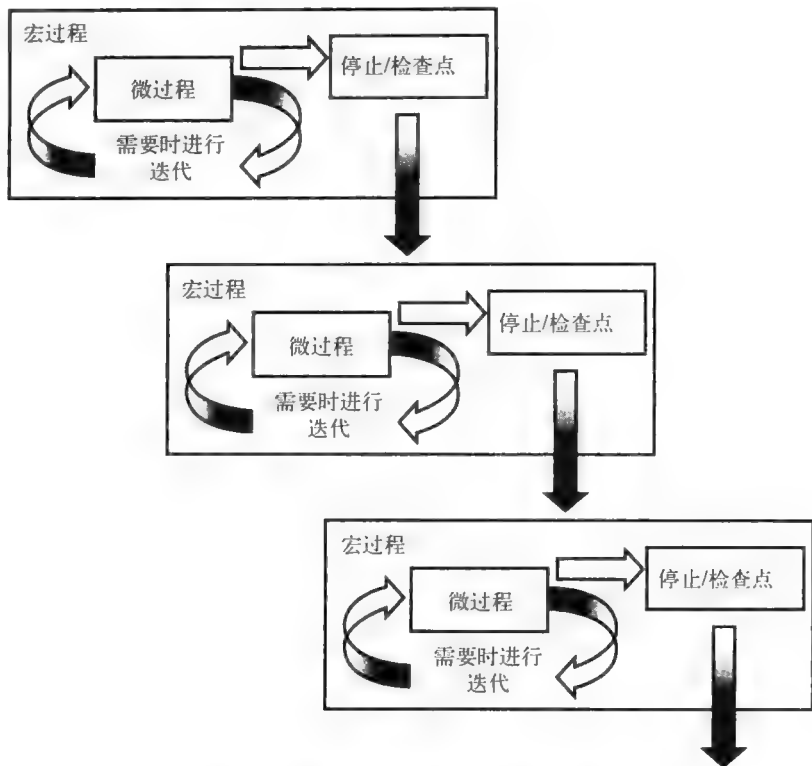 宏过程
停止/检查点
微过程
需要时进行
迭代
宏过程
停止/检查点
微过程
需要时进行
迭代
宏过程
停止/检查点
微过程
需要时进行
迭代